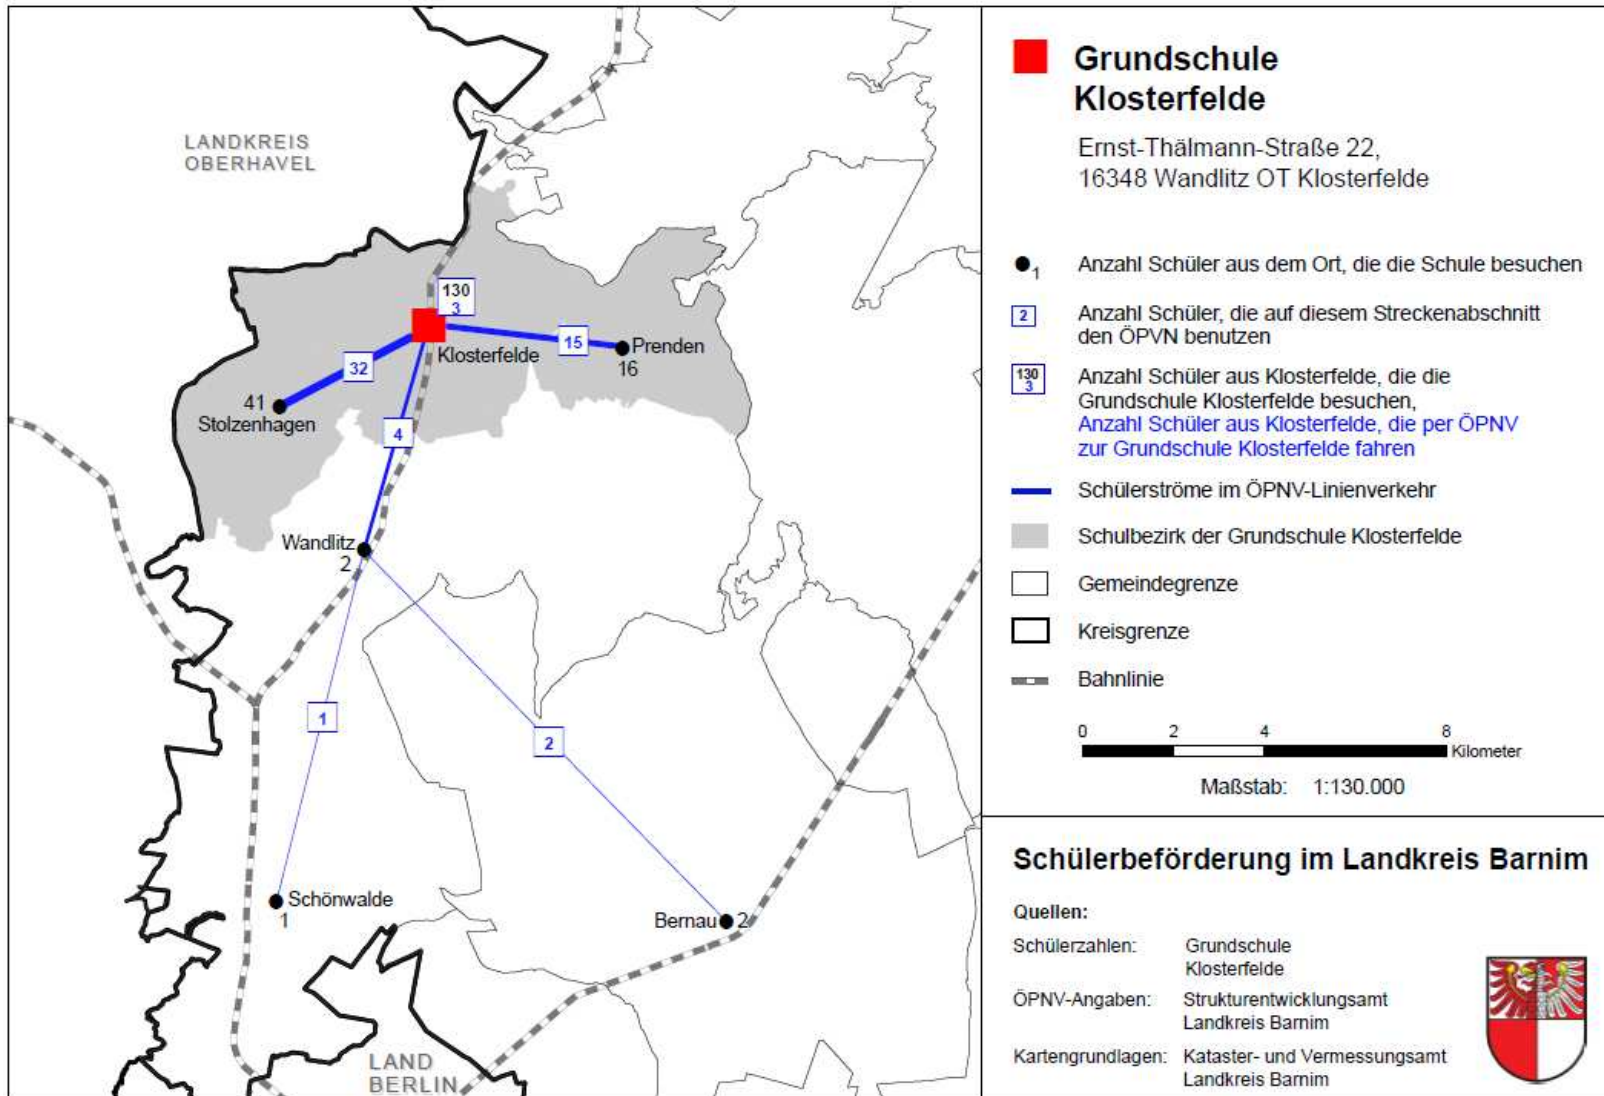 LANDKREIS
OBERHAVEL
130
3
Klosterfelde
15
Prenden
16
32
41
Stolzenhagen
4
Wandlitz
2
1
2
Schönwalde
1
Bernau
2
LAND
BERLIN
Grundschule
Klosterfelde
Ernst-Thälmann-Straße 22,
16348 Wandlitz OT Klosterfelde
1
Anzahl Schüler aus dem Ort, die die Schule besuchen
2
Anzahl Schüler, die auf diesem Streckenabschnitt
den ÖPVN benutzen
130
3
Anzahl Schüler aus Klosterfelde, die die
Grundschule Klosterfelde besuchen,
Anzahl Schüler aus Klosterfelde, die per ÖPNV
zur Grundschule Klosterfelde fahren
Schülerströme im ÖPNV-Linienverkehr
Schulbezirk der Grundschule Klosterfelde
Gemeindegrenze
Kreisgrenze
Bahnlinie
0 2 4 8
Kilometer
Maßstab: 1:130.000
Schülerbeförderung im Landkreis Barnim
Quellen:
Schülerzahlen: Grundschule
Klosterfelde
ÖPNV-Angaben: Strukturentwicklungsamt
Landkreis Barnim
Kartengrundlagen: Kataster- und Vermessungsamt
Landkreis Barnim